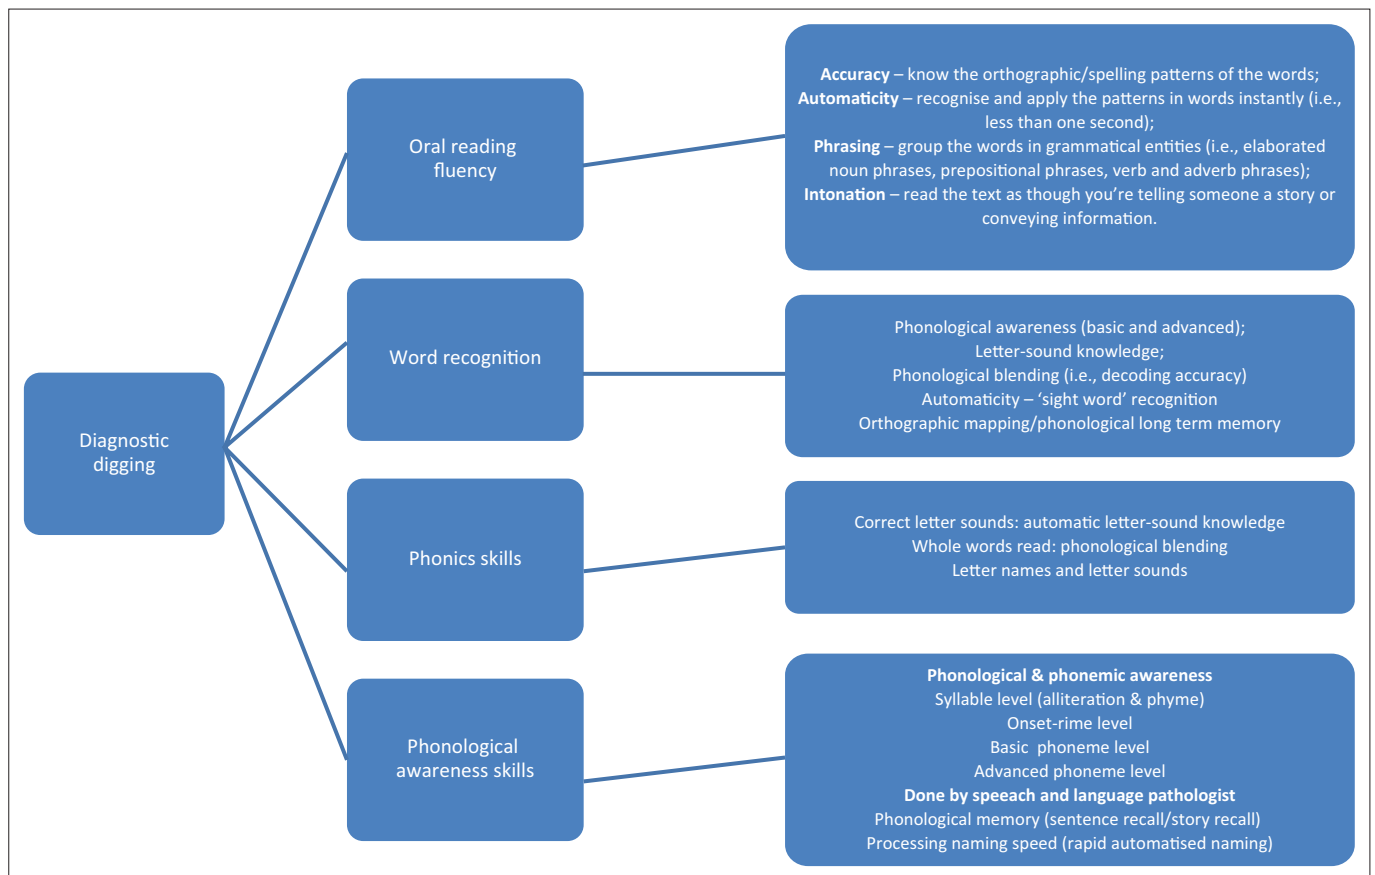 Diagnostic
digging
Oral reading
fluency
Accuracy – know the orthographic/spelling patterns of the words;
Automaticity – recognise and apply the patterns in words instantly (i.e.,
less than one second);
Phrasing – group the words in grammatical entities (i.e., elaborated
noun phrases, prepositional phrases, verb and adverb phrases);
Intonation – read the text as though you’re telling someone a story or
conveying information.
Word recognition
Phonological awareness (basic and advanced);
Letter-sound knowledge;
Phonological blending (i.e., decoding accuracy)
Automaticity – ‘sight word’ recognition
Orthographic mapping/phonological long term memory
Phonics skills
Correct letter sounds: automatic letter-sound knowledge
Whole words read: phonological blending
Letter names and letter sounds
Phonological
awareness skills
Phonological & phonemic awareness
Syllable level (alliteration & phyme)
Onset-rime level
Basic phoneme level
Advanced phoneme level
Done by speeach and language pathologist
Phonological memory (sentence recall/story recall)
Processing naming speed (rapid automatised naming)